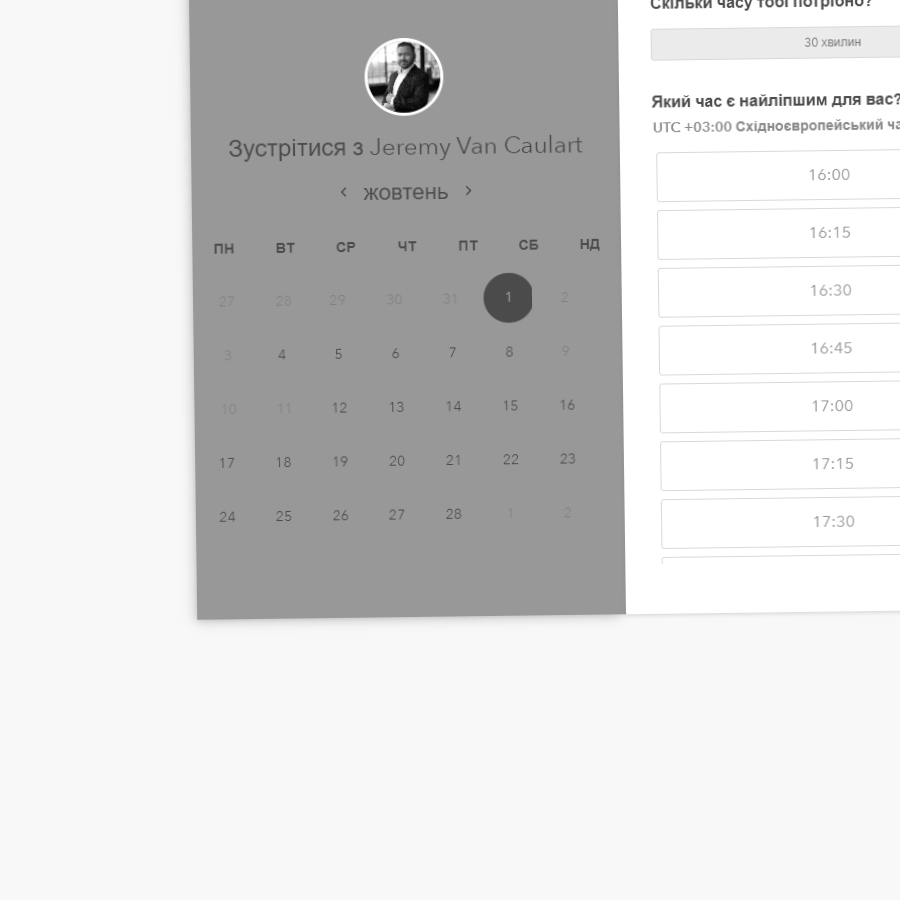 Зустрітися з Jeremy Van Caulart
жовтень
ПН ВТ СР ЧТ ПТ СБ НД
27 28 29 30 31 1 2
3 4 5 6 7 8 9
10 11 12 13 14 15 16
17 18 19 20 21 22 23
24 25 26 27 28 1 2
Скільки часу тобі потрібно?
30 хвилин
Який час є найліпшим для вас?
UTC +03:00 Східноєвропейський ча
16:00
16:15
16:30
16:45
17:00
17:15
17:30